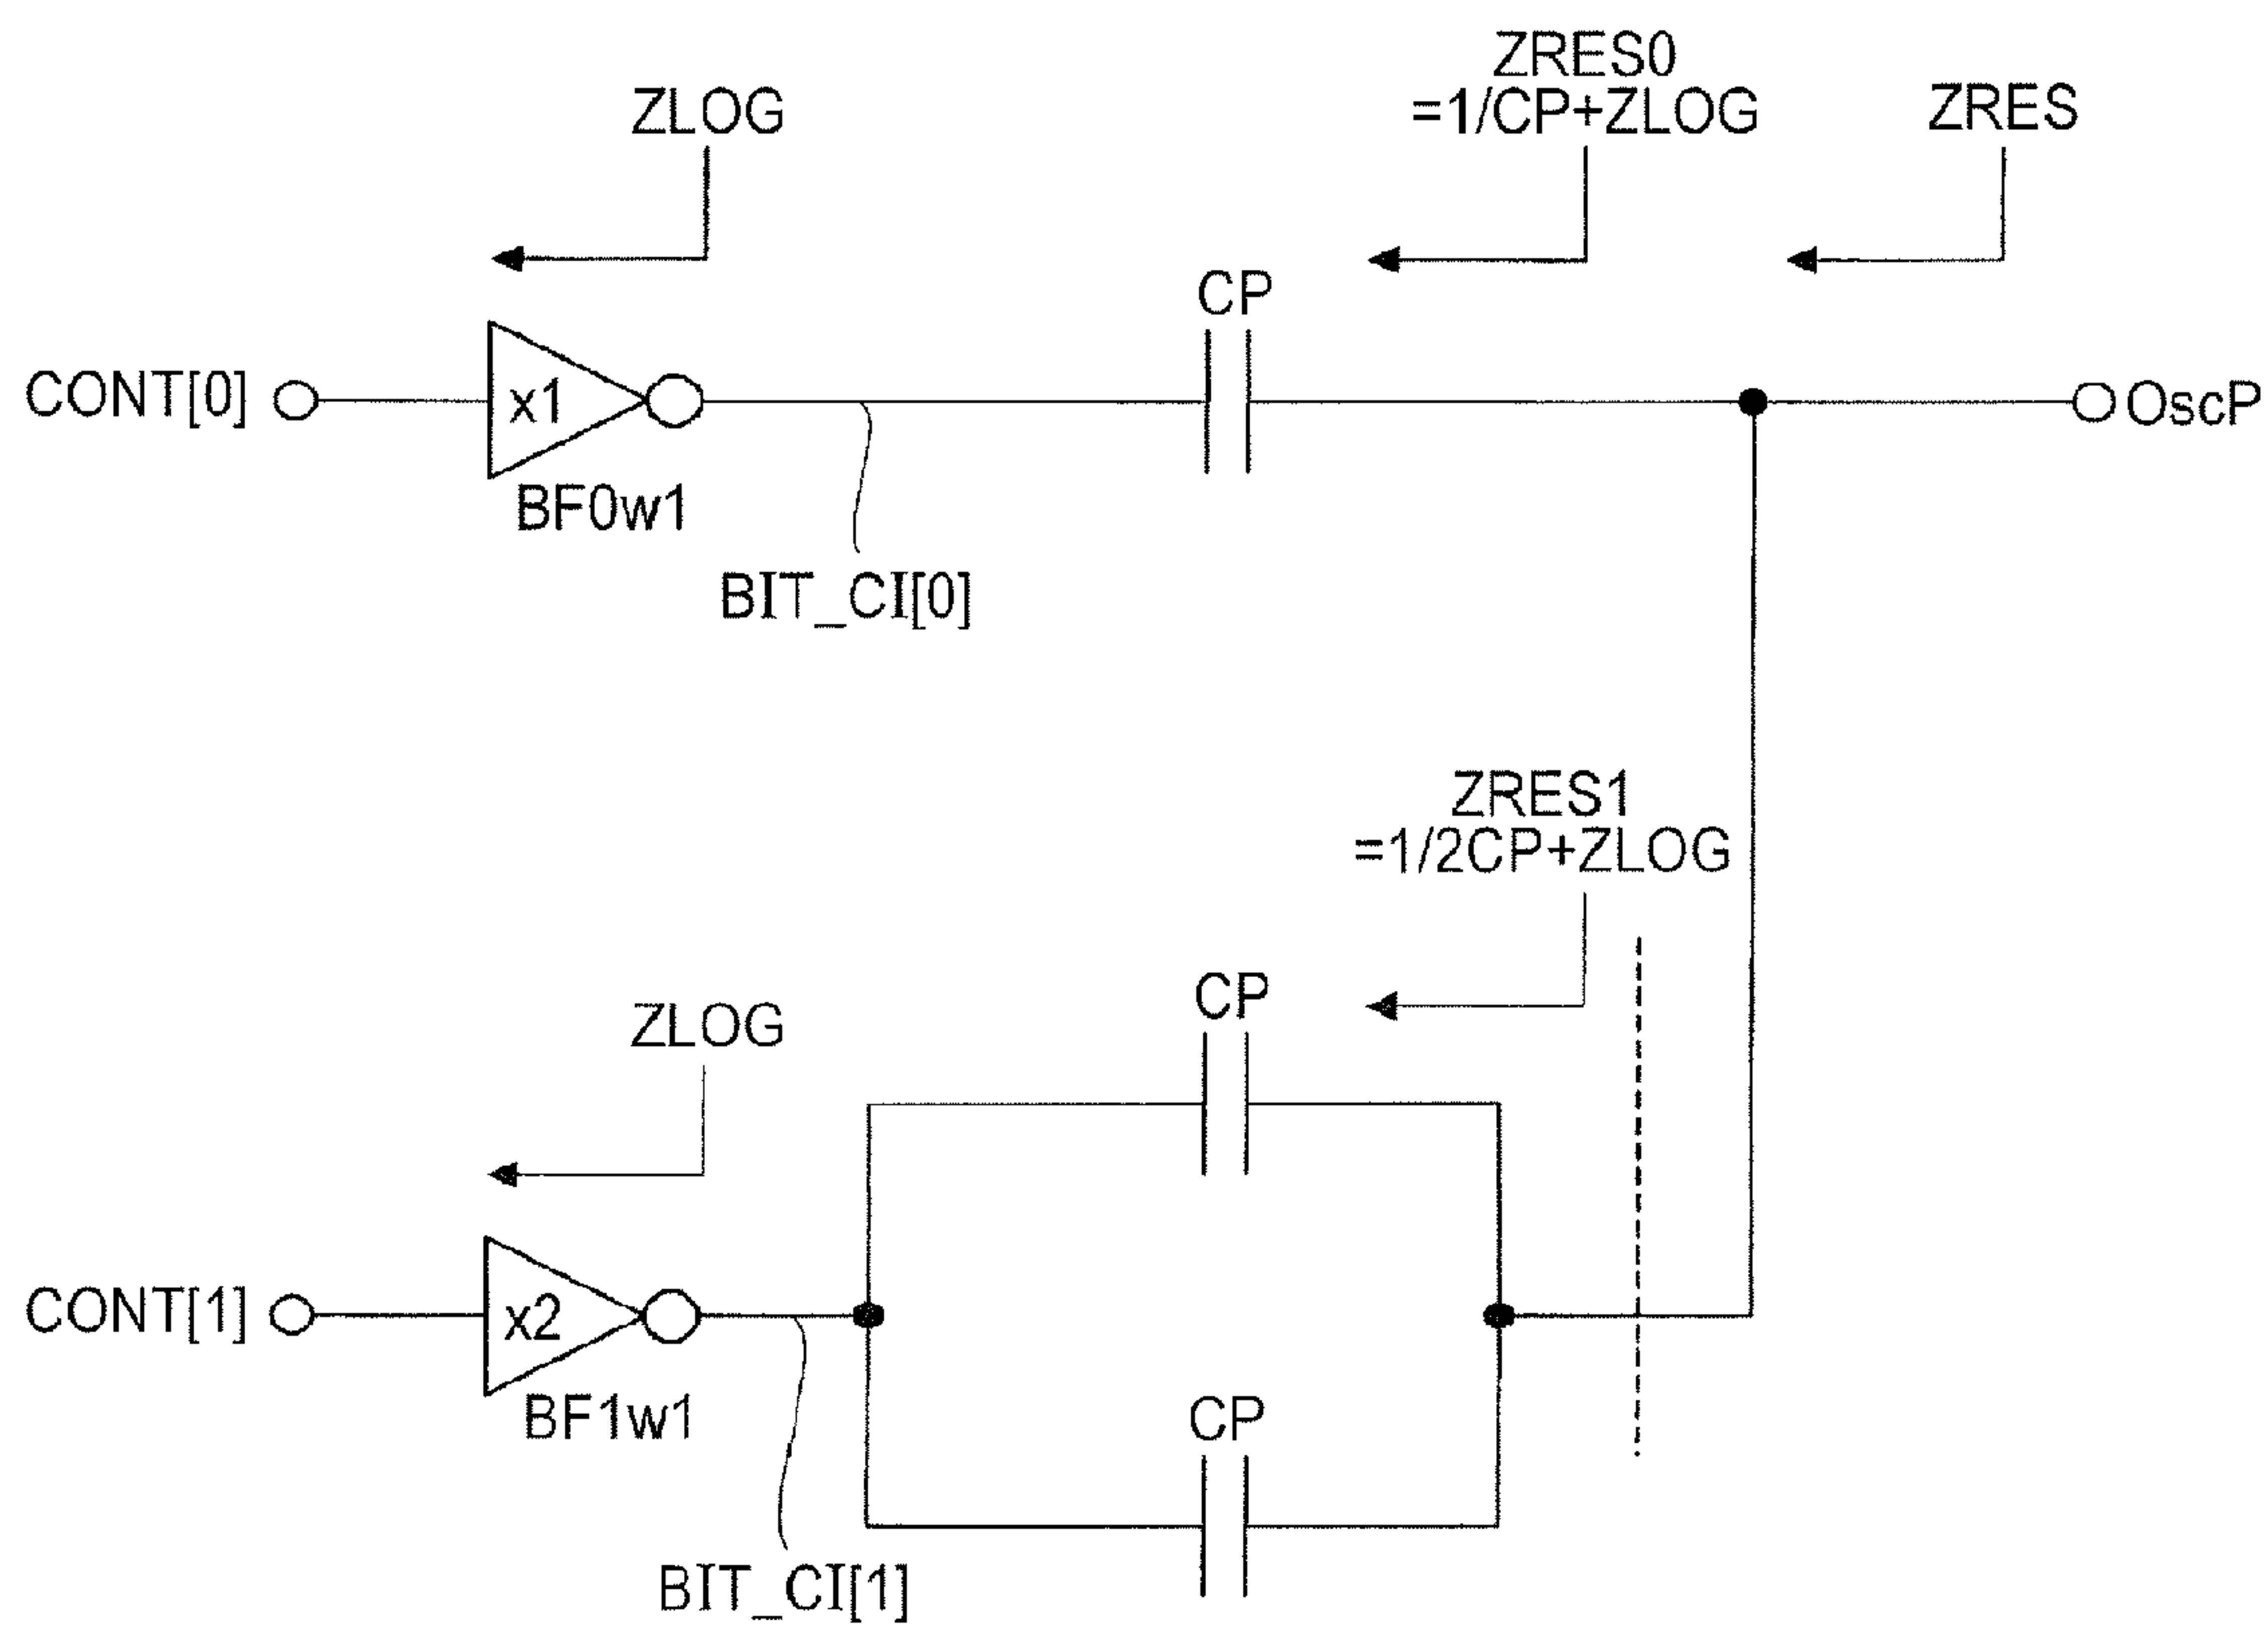 ZRES0
=1/CP+ZLOG
ZLOG
ZRES
CP
CONT[0]
x1
OscP
BF0w1
BIT_CI[0]
ZRES1
=1/2CP+ZLOG
CP
ZLOG
CONT[1]
x2
BF1w1
CP
BIT_CI[1]